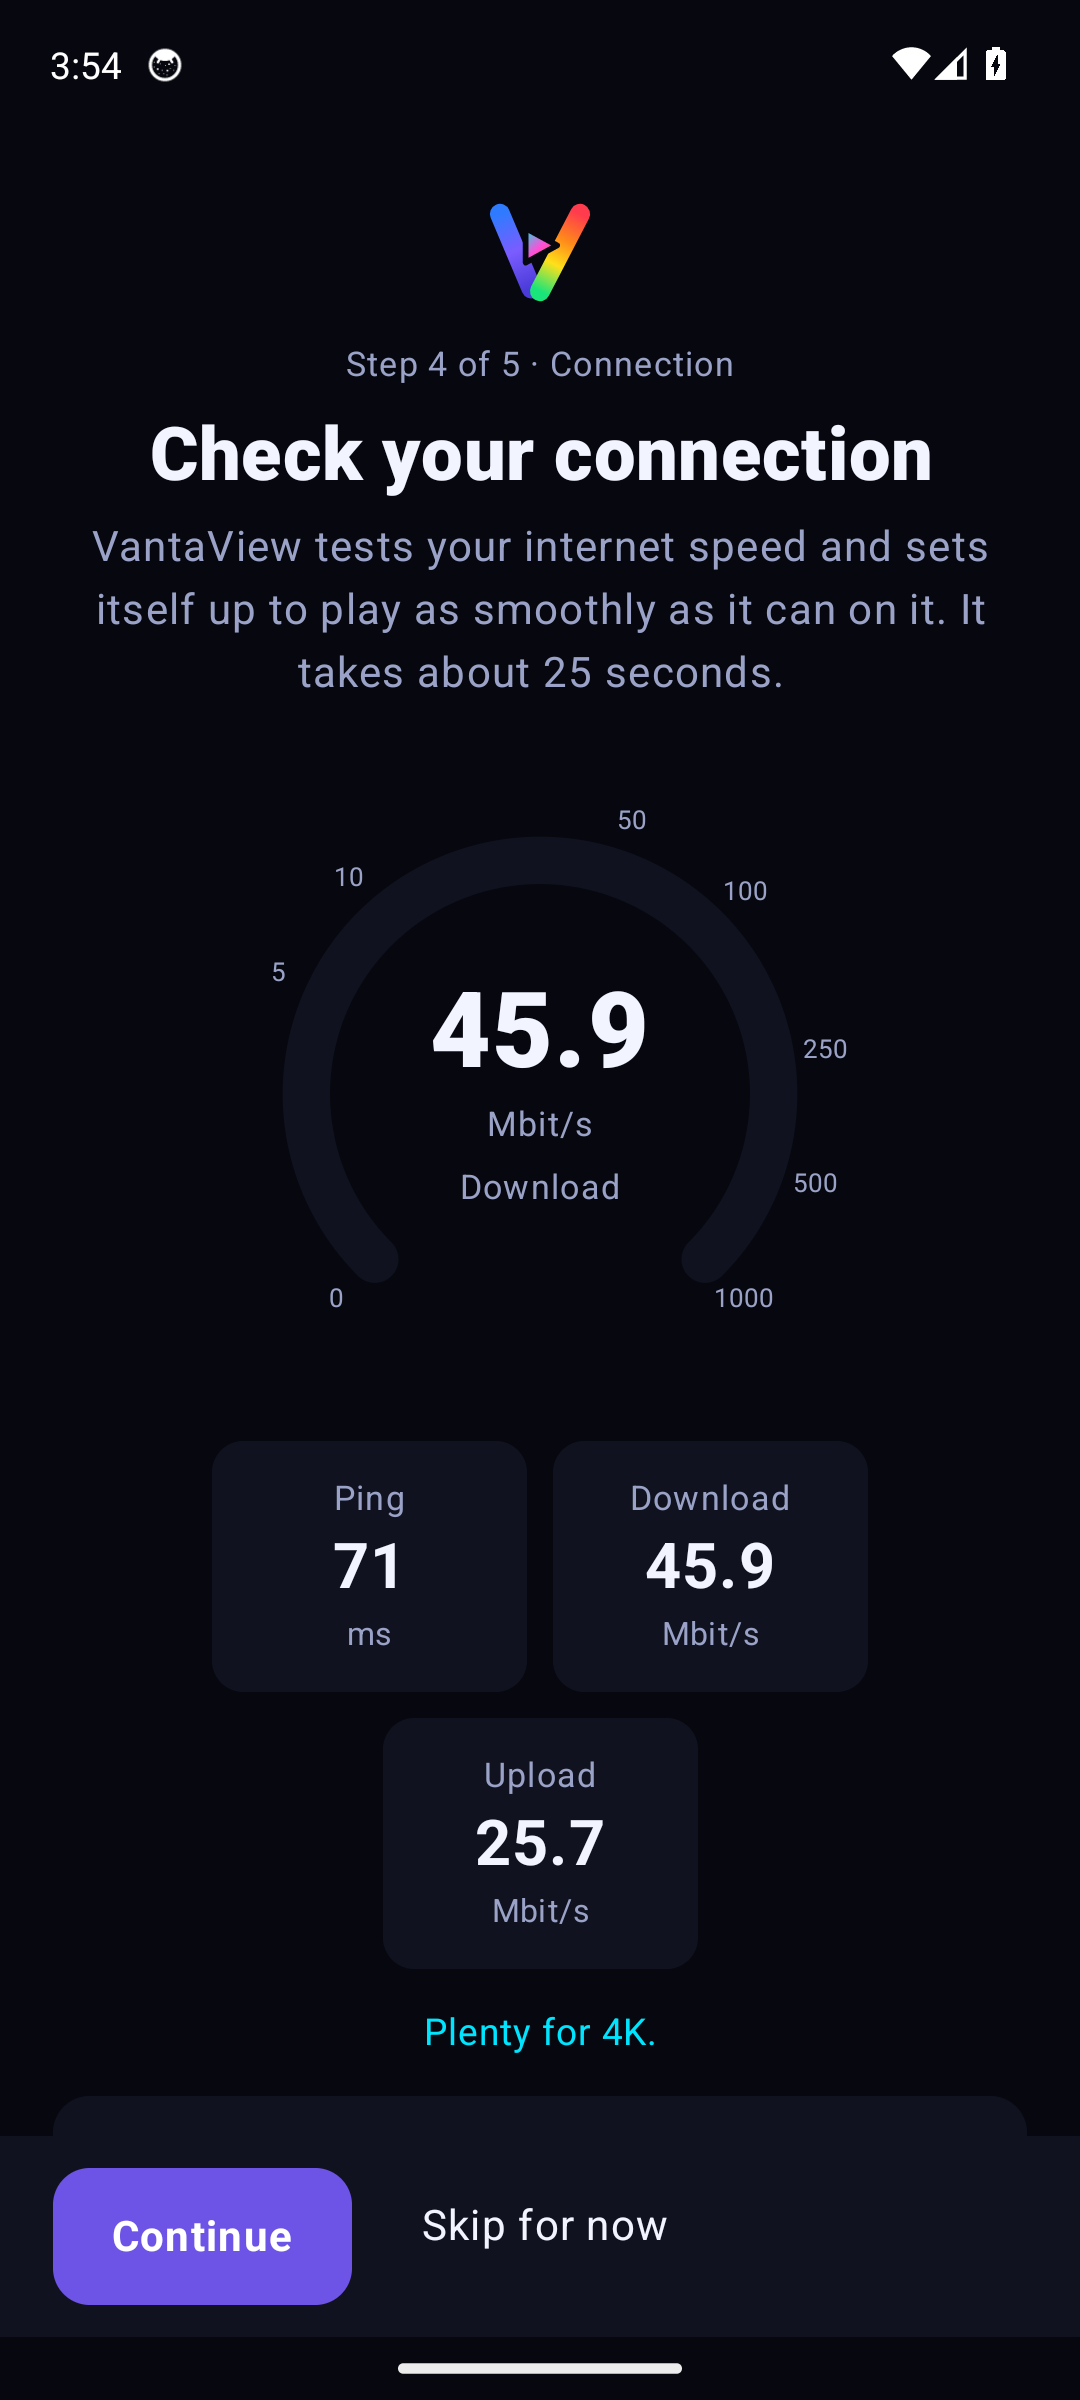 3:54
Step 4 of 5 · Connection
Check your connection
VantaView tests your internet speed and sets
itself up to play as smoothly as it can on it. It
takes about 25 seconds.
50
10
100
5
45.9
250
Mbit/s
500
Download
0
1000
Ping
71
ms
Download
45.9
Mbit/s
Upload
25.7
Mbit/s
Plenty for 4K.
Continue
Skip for now